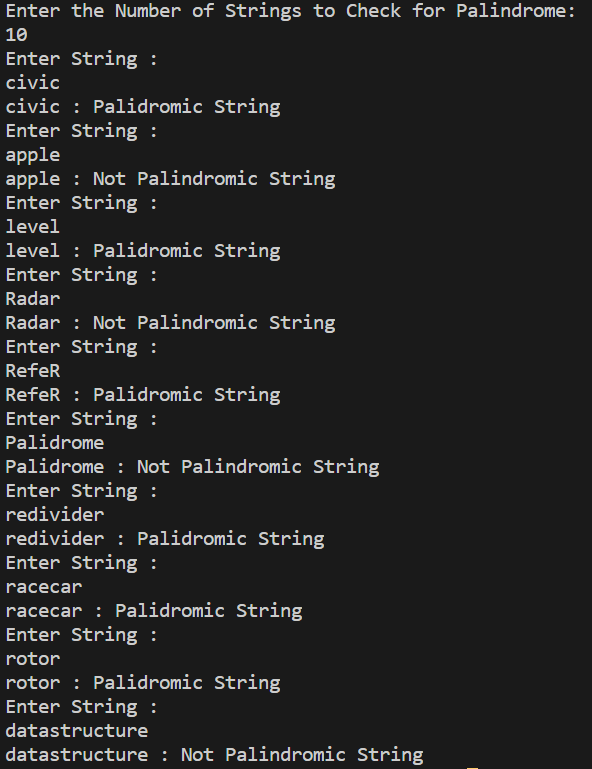 Enter the Number of Strings to Check for Palindrome:
10
Enter String :
civic
civic : Palidromic String
Enter String :
apple
apple : Not Palindromic String
Enter String :
level
level : Palidromic String
Enter String :
Radar
Radar : Not Palindromic String
Enter String :
RefeR
RefeR : Palidromic String
Enter String :
Palidrome
Palidrome : Not Palindromic String
Enter String :
redivider
redivider : Palidromic String
Enter String :
racecar
racecar : Palidromic String
Enter String :
rotor
rotor : Palidromic String
Enter String :
datastructure
datastructure : Not Palindromic String